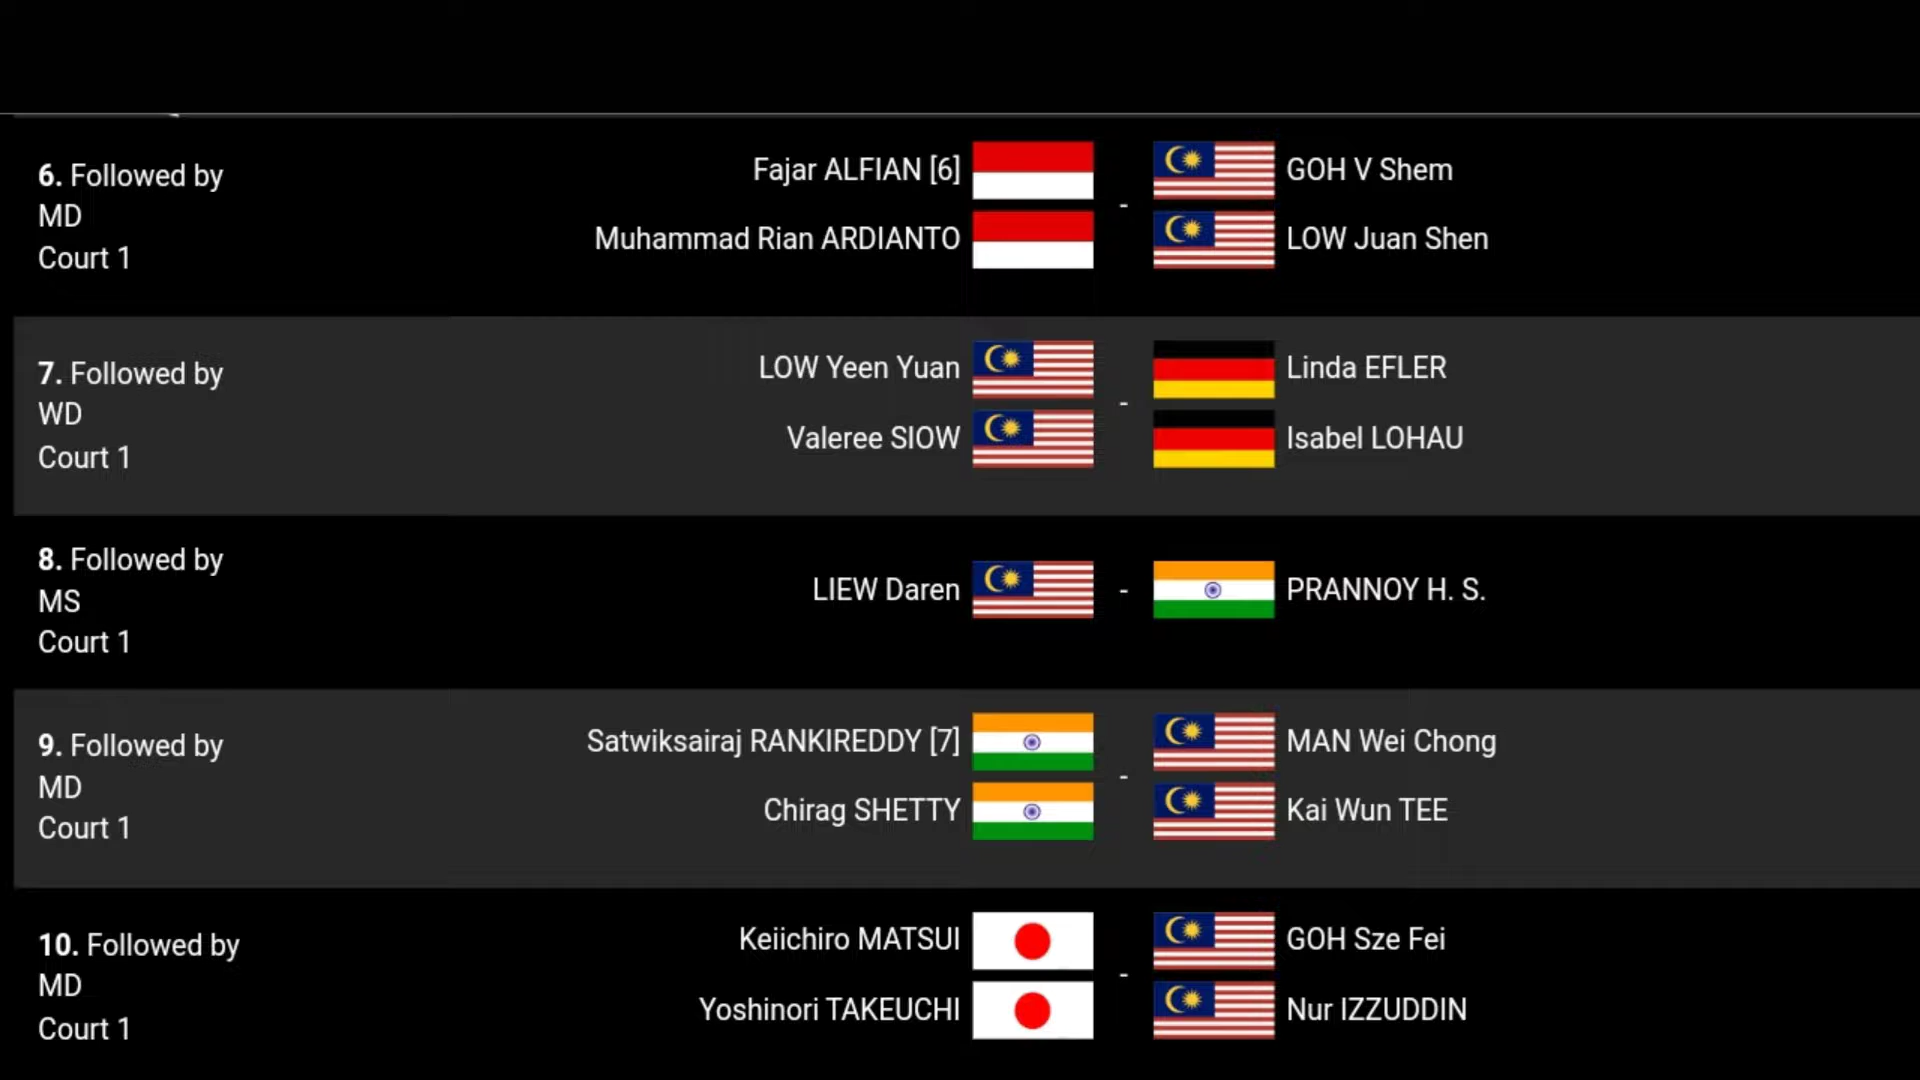 6. Followed by
MD
Court 1
Fajar ALFIAN [6]
Muhammad Rian ARDIANTO
-
GOH V Shem
LOW Juan Shen
7. Followed by
WD
Court 1
LOW Yeen Yuan
Valeree SIOW
-
Linda EFLER
Isabel LOHAU
8. Followed by
MS
Court 1
LIEW Daren
-
PRANNOY H. S.
9. Followed by
MD
Court 1
Satwiksairaj RANKIREDDY [7]
Chirag SHETTY
-
MAN Wei Chong
Kai Wun TEE
10. Followed by
MD
Court 1
Keiichiro MATSUI
Yoshinori TAKEUCHI
-
GOH Sze Fei
Nur IZZUDDIN